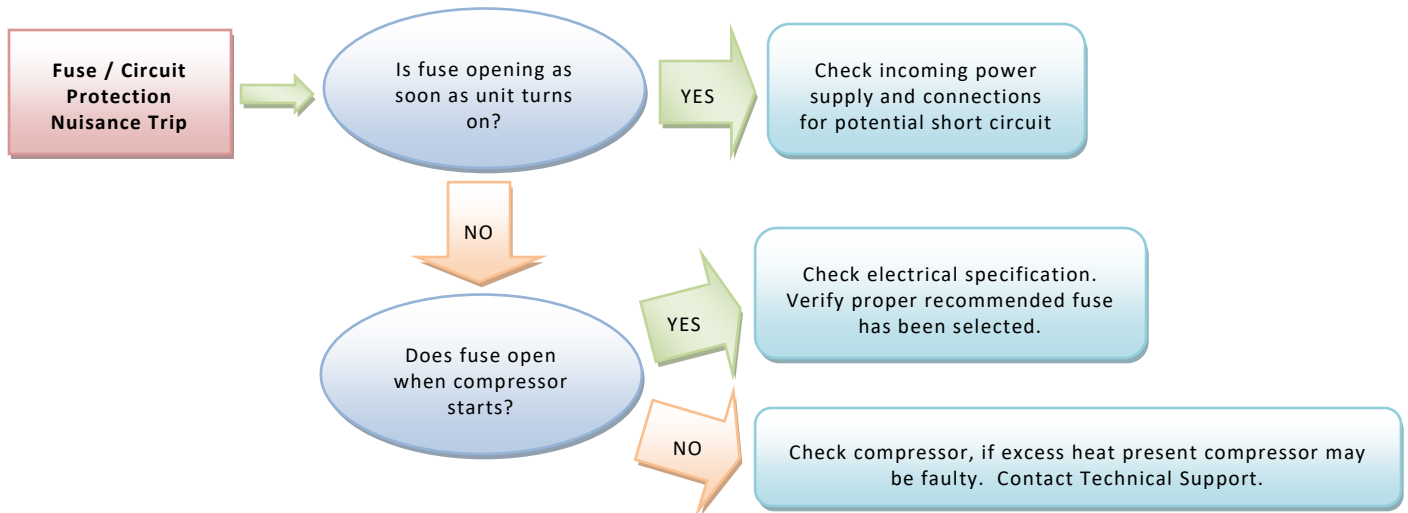 Fuse / Circuit
Protection
Nuisance Trip
Is fuse opening as
soon as unit turns
on?
YES
Check incoming power
supply and connections
for potential short circuit
NO
Does fuse open
when compressor
starts?
YES
Check electrical specification.
Verify proper recommended fuse
has been selected.
NO
Check compressor, if excess heat present compressor may
be faulty.  Contact Technical Support.